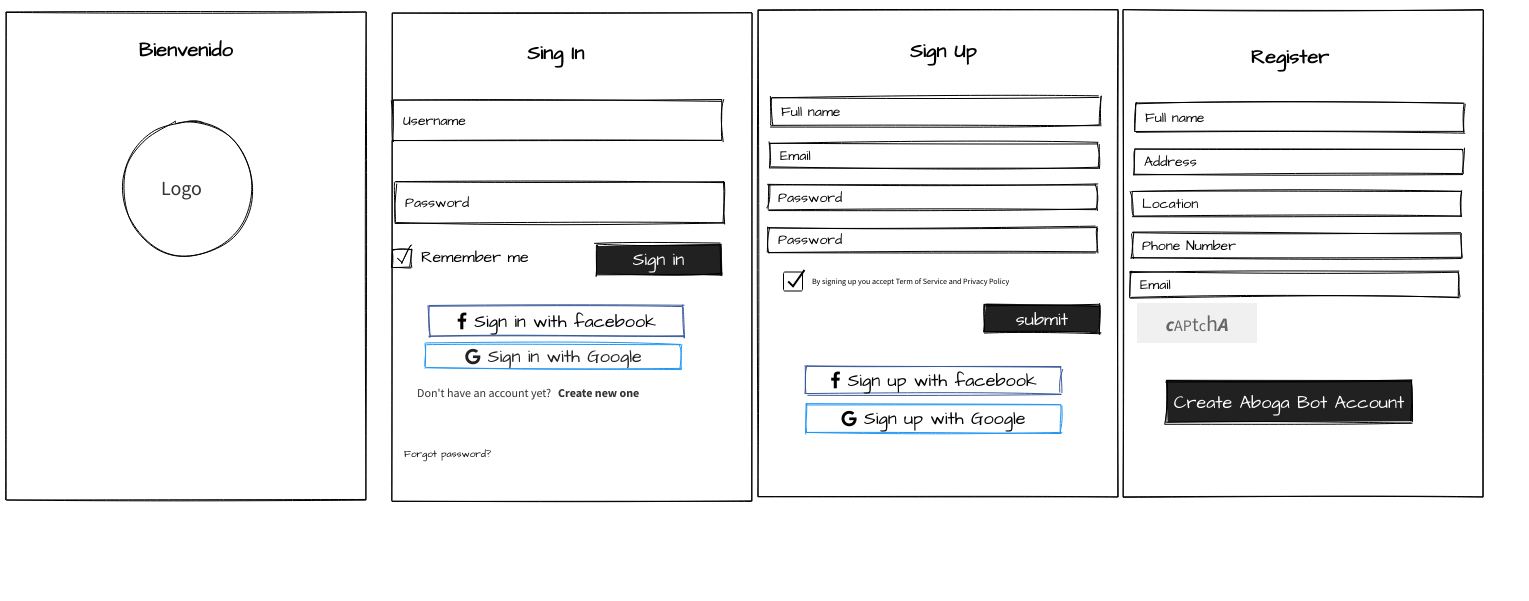 Bienvenido
Logo
Sing In
Username
Password
Remember me
Sign in
Sign in with facebook
G Sign in with Google
Don't have an account yet? Create new one
Forgot password?
Sign Up
Full name
Email
Password
Password
By signing up you accept Term of Service and Privacy Policy
submit
Sign up with facebook
G Sign up with Google
Register
Full name
Address
Location
Phone Number
Email
cAPtchA
Create Aboga Bot Account